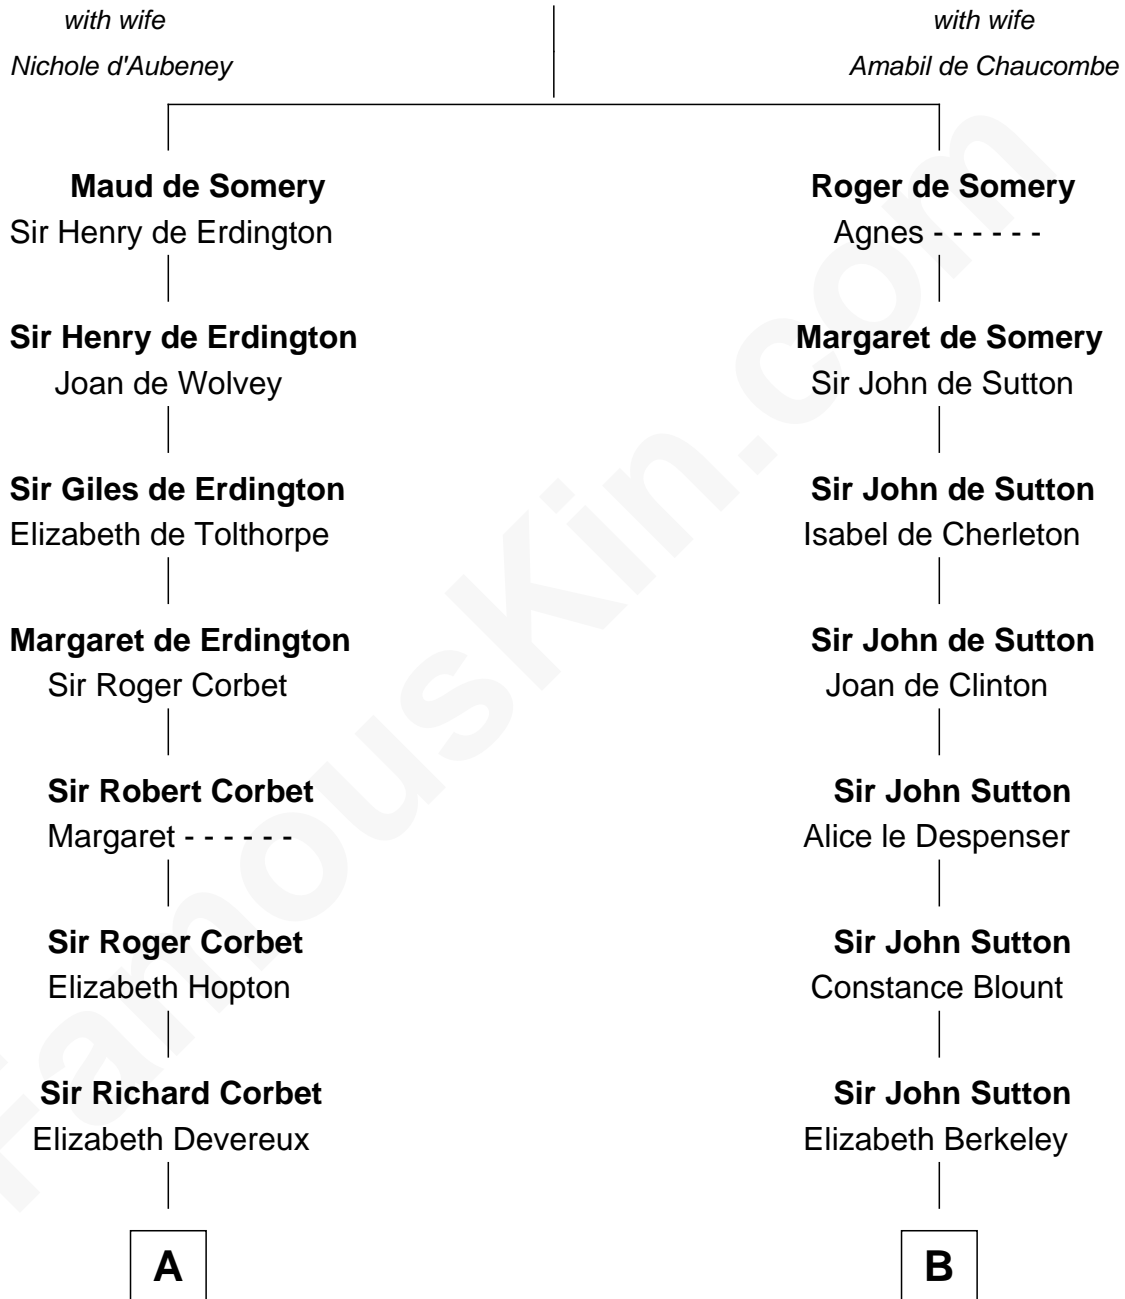 with wife
with wife
Nichole d'Aubeney
Amabil de Chaucombe
Maud de Somery
Roger de Somery
Sir Henry de Erdington
Agnes - - - - - -
Sir Henry de Erdington
Margaret de Somery
Joan de Wolvey
Sir John de Sutton
Sir Giles de Erdington
Sir John de Sutton
Elizabeth de Tolthorpe
Isabel de Cherleton
Margaret de Erdington
Sir John de Sutton
Sir Roger Corbet
Joan de Clinton
Sir Robert Corbet
Sir John Sutton
Margaret - - - - - -
Alice le Despenser
Sir Roger Corbet
Sir John Sutton
Elizabeth Hopton
Constance Blount
Sir Richard Corbet
Sir John Sutton
Elizabeth Devereux
Elizabeth Berkeley
A
B
FamousKin.com